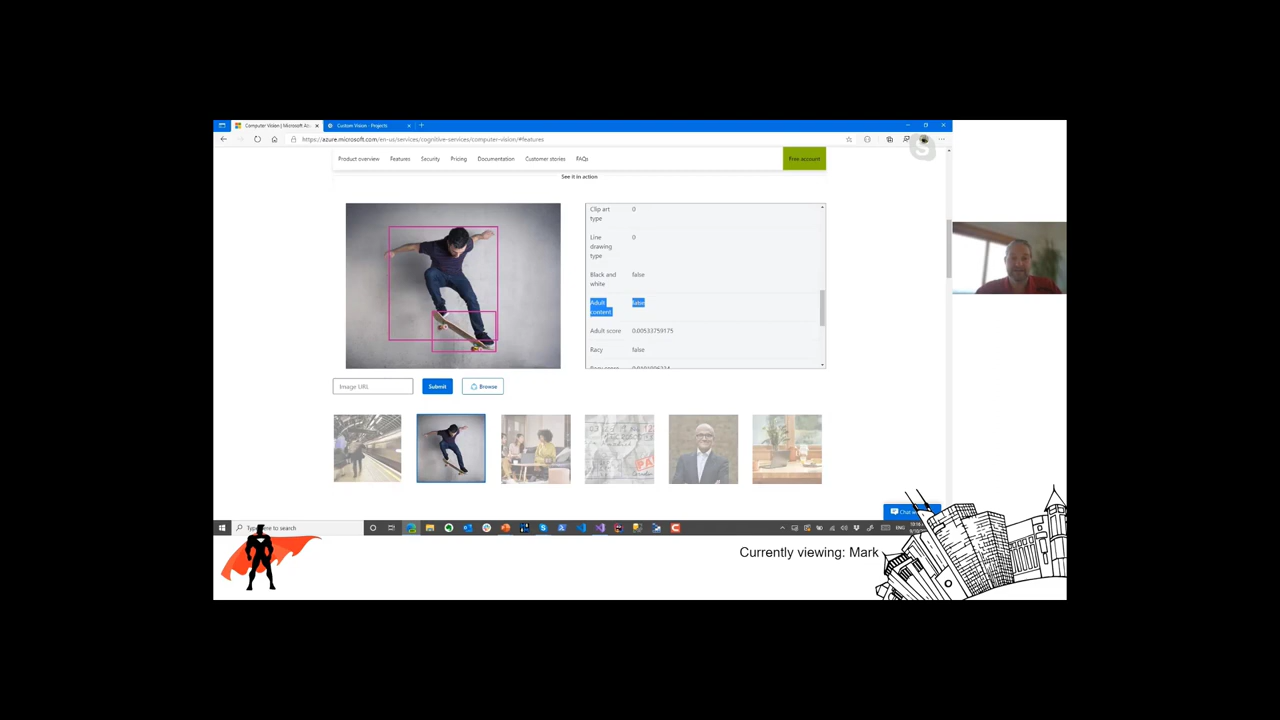 Computer Vision | Microsoft Az
Custom Vision - Projects
https://azure.microsoft.com/en-us/services/cognitive-services/computer-vision/#features
Product overview
Features
Security
Pricing
Documentation
Customer stories
FAQs
Free account
See it in action
Clip art type 0
Line drawing type 0
Black and white false
Adult content false
Adult score 0.00533759175
Racy false
Image URL
Submit
Browse
Type here to search
ENG
Currently viewing: Mark